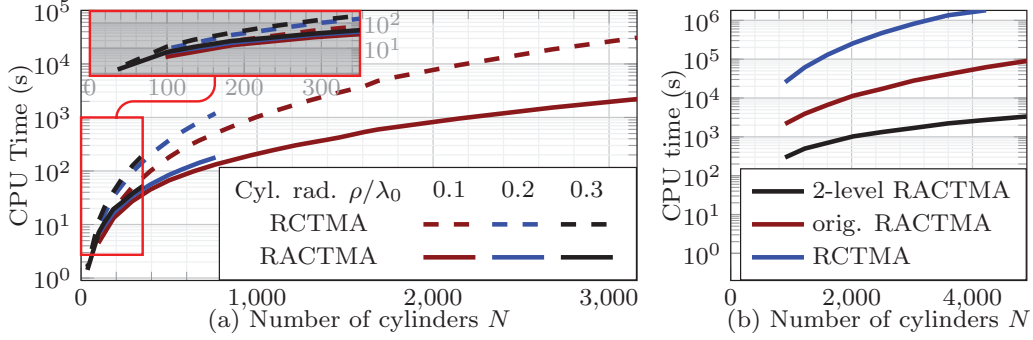 10^5
10^4
10^3
10^2
10^1
10^0
CPU Time (s)
0
100
200
300
10^2
10^1
Cyl. rad. ρ/λ₀ 0.1 0.2 0.3
RCTMA
RACTMA
0 1,000 2,000 3,000
(a) Number of cylinders N
10^6
10^5
10^4
10^3
10^2
10^1
10^0
CPU time (s)
2-level RACTMA
orig. RACTMA
RCTMA
0 2,000 4,000
(b) Number of cylinders N